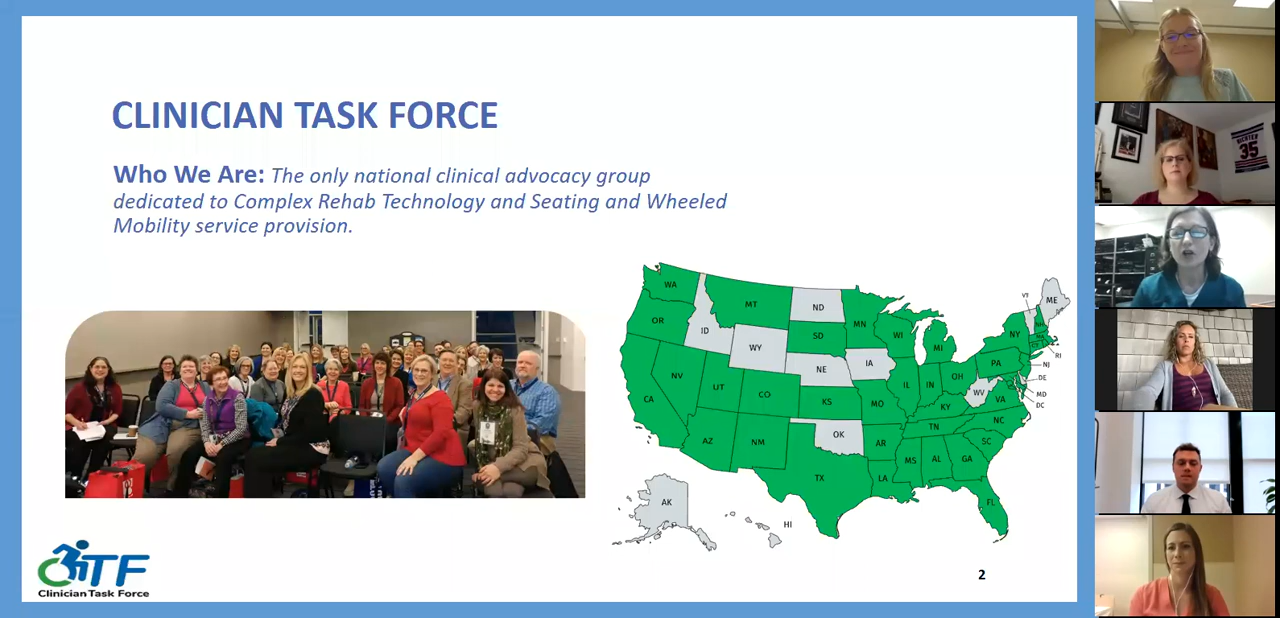 CLINICIAN TASK FORCE
Who We Are: The only national clinical advocacy group
dedicated to Complex Rehab Technology and Seating and Wheeled
Mobility service provision.
WA
MT
ND
MN
VT
ME
OR
ID
SD
WI
MI
NY
NH
WY
CT
RI
NE
IA
PA
NJ
NV
UT
CO
IL
IN
OH
DE
CA
KS
MO
WV
VA
MD
KY
DC
AZ
NM
OK
AR
TN
NC
SC
MS
AL
GA
TX
LA
FL
AK
HI
CTF
Clinician Task Force
2
RICHTER
35